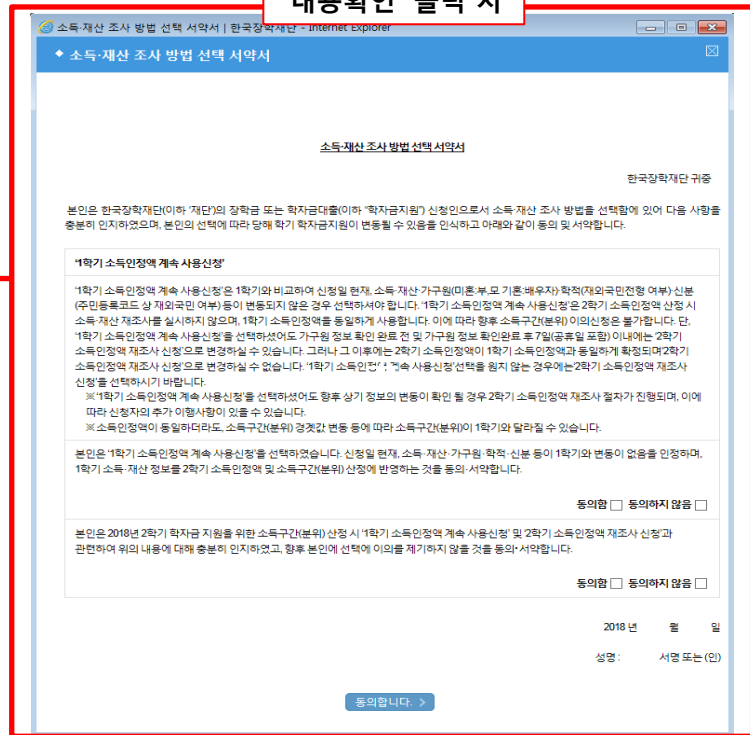 내용확인 클릭 시
소득·재산 조사 방법 선택 서약서 | 한국장학재단 - Internet Explorer
소득·재산 조사 방법 선택 서약서
소득·재산 조사 방법 선택 서약서
한국장학재단 귀중
본인은 한국장학재단(이하 '재단')의 장학금 또는 학자금대출(이하 "학자금지원") 신청인으로서 소득·재산 조사 방법을 선택함에 있어 다음 사항을
충분히 인지하였으며, 본인의 선택에 따라 당해 학기 학자금지원이 변동될 수 있음을 인식하고 아래와 같이 동의 및 서약합니다.
'1학기 소득인정액 계속 사용신청'
'1학기 소득인정액 계속 사용신청'은 1학기와 비교하여 신청일 현재, 소득·재산·가구원(미혼:부,모 기혼:배우자)·학적(재외국민전형 여부)·신분
(주민등록코드 상 재외국민 여부) 등이 변동되지 않은 경우 선택하셔야 합니다. '1학기 소득인정액 계속 사용신청'은 2학기 소득인정액 산정 시
소득·재산 재조사를 실시하지 않으며, 1학기 소득인정액을 동일하게 사용합니다. 이에 따라 향후 소득구간(분위) 이의신청은 불가합니다. 단,
'1학기 소득인정액 계속 사용신청'을 선택하셨어도 가구원 정보 확인 완료 전 및 가구원 정보 확인완료 후 7일(공휴일 포함) 이내에는 '2학기
소득인정액 재조사 신청'으로 변경하실 수 있습니다. 그러나 그 이후에는 2학기 소득인정액이 1학기 소득인정액과 동일하게 확정되며'2학기
소득인정액 재조사 신청'으로 변경하실 수 없습니다. '1학기 소득인정액 계속 사용신청'선택을 원지 않는 경우에는'2학기 소득인정액 재조사
신청'을 선택하시기 바랍니다.
※ '1학기 소득인정액 계속 사용신청'을 선택하셨어도 향후 상기 정보의 변동이 확인 될 경우 2학기 소득인정액 재조사 절차가 진행되며, 이에
따라 신청자의 추가 이행사항이 있을 수 있습니다.
※ 소득인정액이 동일하더라도, 소득구간(분위) 경곗값 변동 등에 따라 소득구간(분위)이 1학기와 달라질 수 있습니다.
본인은 '1학기 소득인정액 계속 사용신청'을 선택하였습니다. 신청일 현재, 소득·재산·가구원·학적·신분 등이 1학기와 변동이 없음을 인정하며,
1학기 소득·재산 정보를 2학기 소득인정액 및 소득구간(분위) 산정에 반영하는 것을 동의·서약합니다.
동의함 □ 동의하지 않음 □
본인은 2018년 2학기 학자금 지원을 위한 소득구간(분위) 산정 시 '1학기 소득인정액 계속 사용신청' 및 '2학기 소득인정액 재조사 신청'과
관련하여 위의 내용에 대해 충분히 인지하였고, 향후 본인에 선택에 이의를 제기하지 않을 것을 동의·서약합니다.
동의함 □ 동의하지 않음 □
2018 년 월 일
성명 : 서명 또는 (인)
동의합니다. >